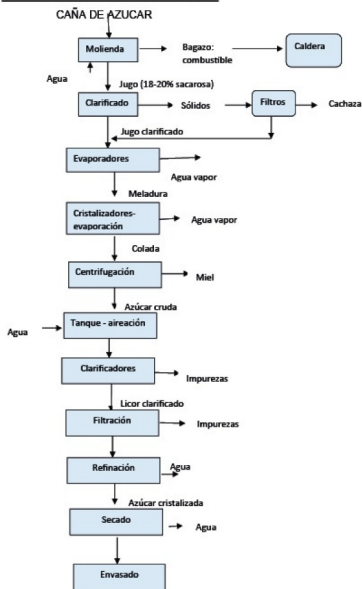 CAÑA DE AZUCAR
Molienda
Bagazo:
combustible
Caldera
Agua
Jugo (18-20% sacarosa)
Clarificado
Sólidos
Filtros
Cachaza
Jugo clarificado
Evaporadores
Agua vapor
Meladura
Cristalizadores-
evaporación
Agua vapor
Colada
Centrifugación
Miel
Azúcar cruda
Agua
Tanque - aireación
Clarificadores
Impurezas
Licor clarificado
Filtración
Impurezas
Refinación
Agua
Azúcar cristalizada
Secado
Agua
Envasado